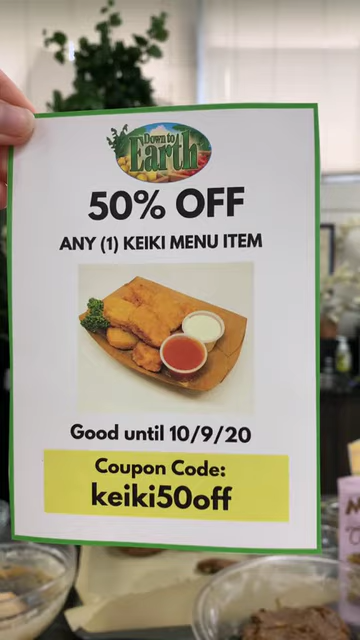 Down to
Earth
50% OFF
ANY (1) KEIKI MENU ITEM
Good until 10/9/20
Coupon Code:
keiki50off